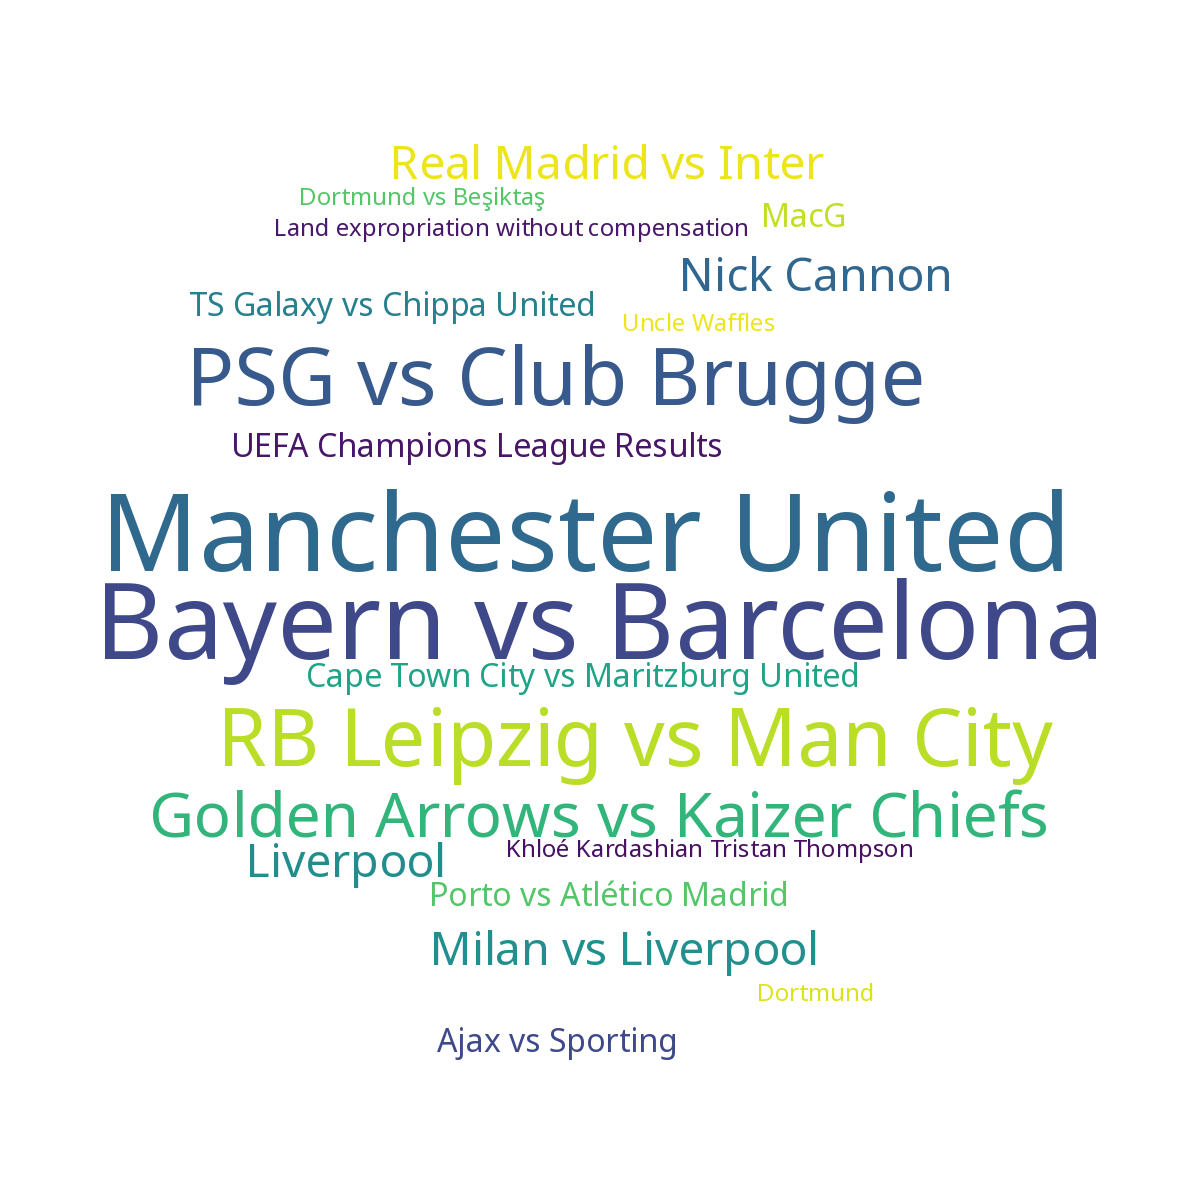 Real Madrid vs Inter
Dortmund vs Beşiktaş
MacG
Land expropriation without compensation
Nick Cannon
TS Galaxy vs Chippa United
Uncle Waffles
PSG vs Club Brugge
UEFA Champions League Results
Manchester United
Bayern vs Barcelona
Cape Town City vs Maritzburg United
RB Leipzig vs Man City
Golden Arrows vs Kaizer Chiefs
Liverpool
Khloé Kardashian Tristan Thompson
Porto vs Atlético Madrid
Milan vs Liverpool
Dortmund
Ajax vs Sporting